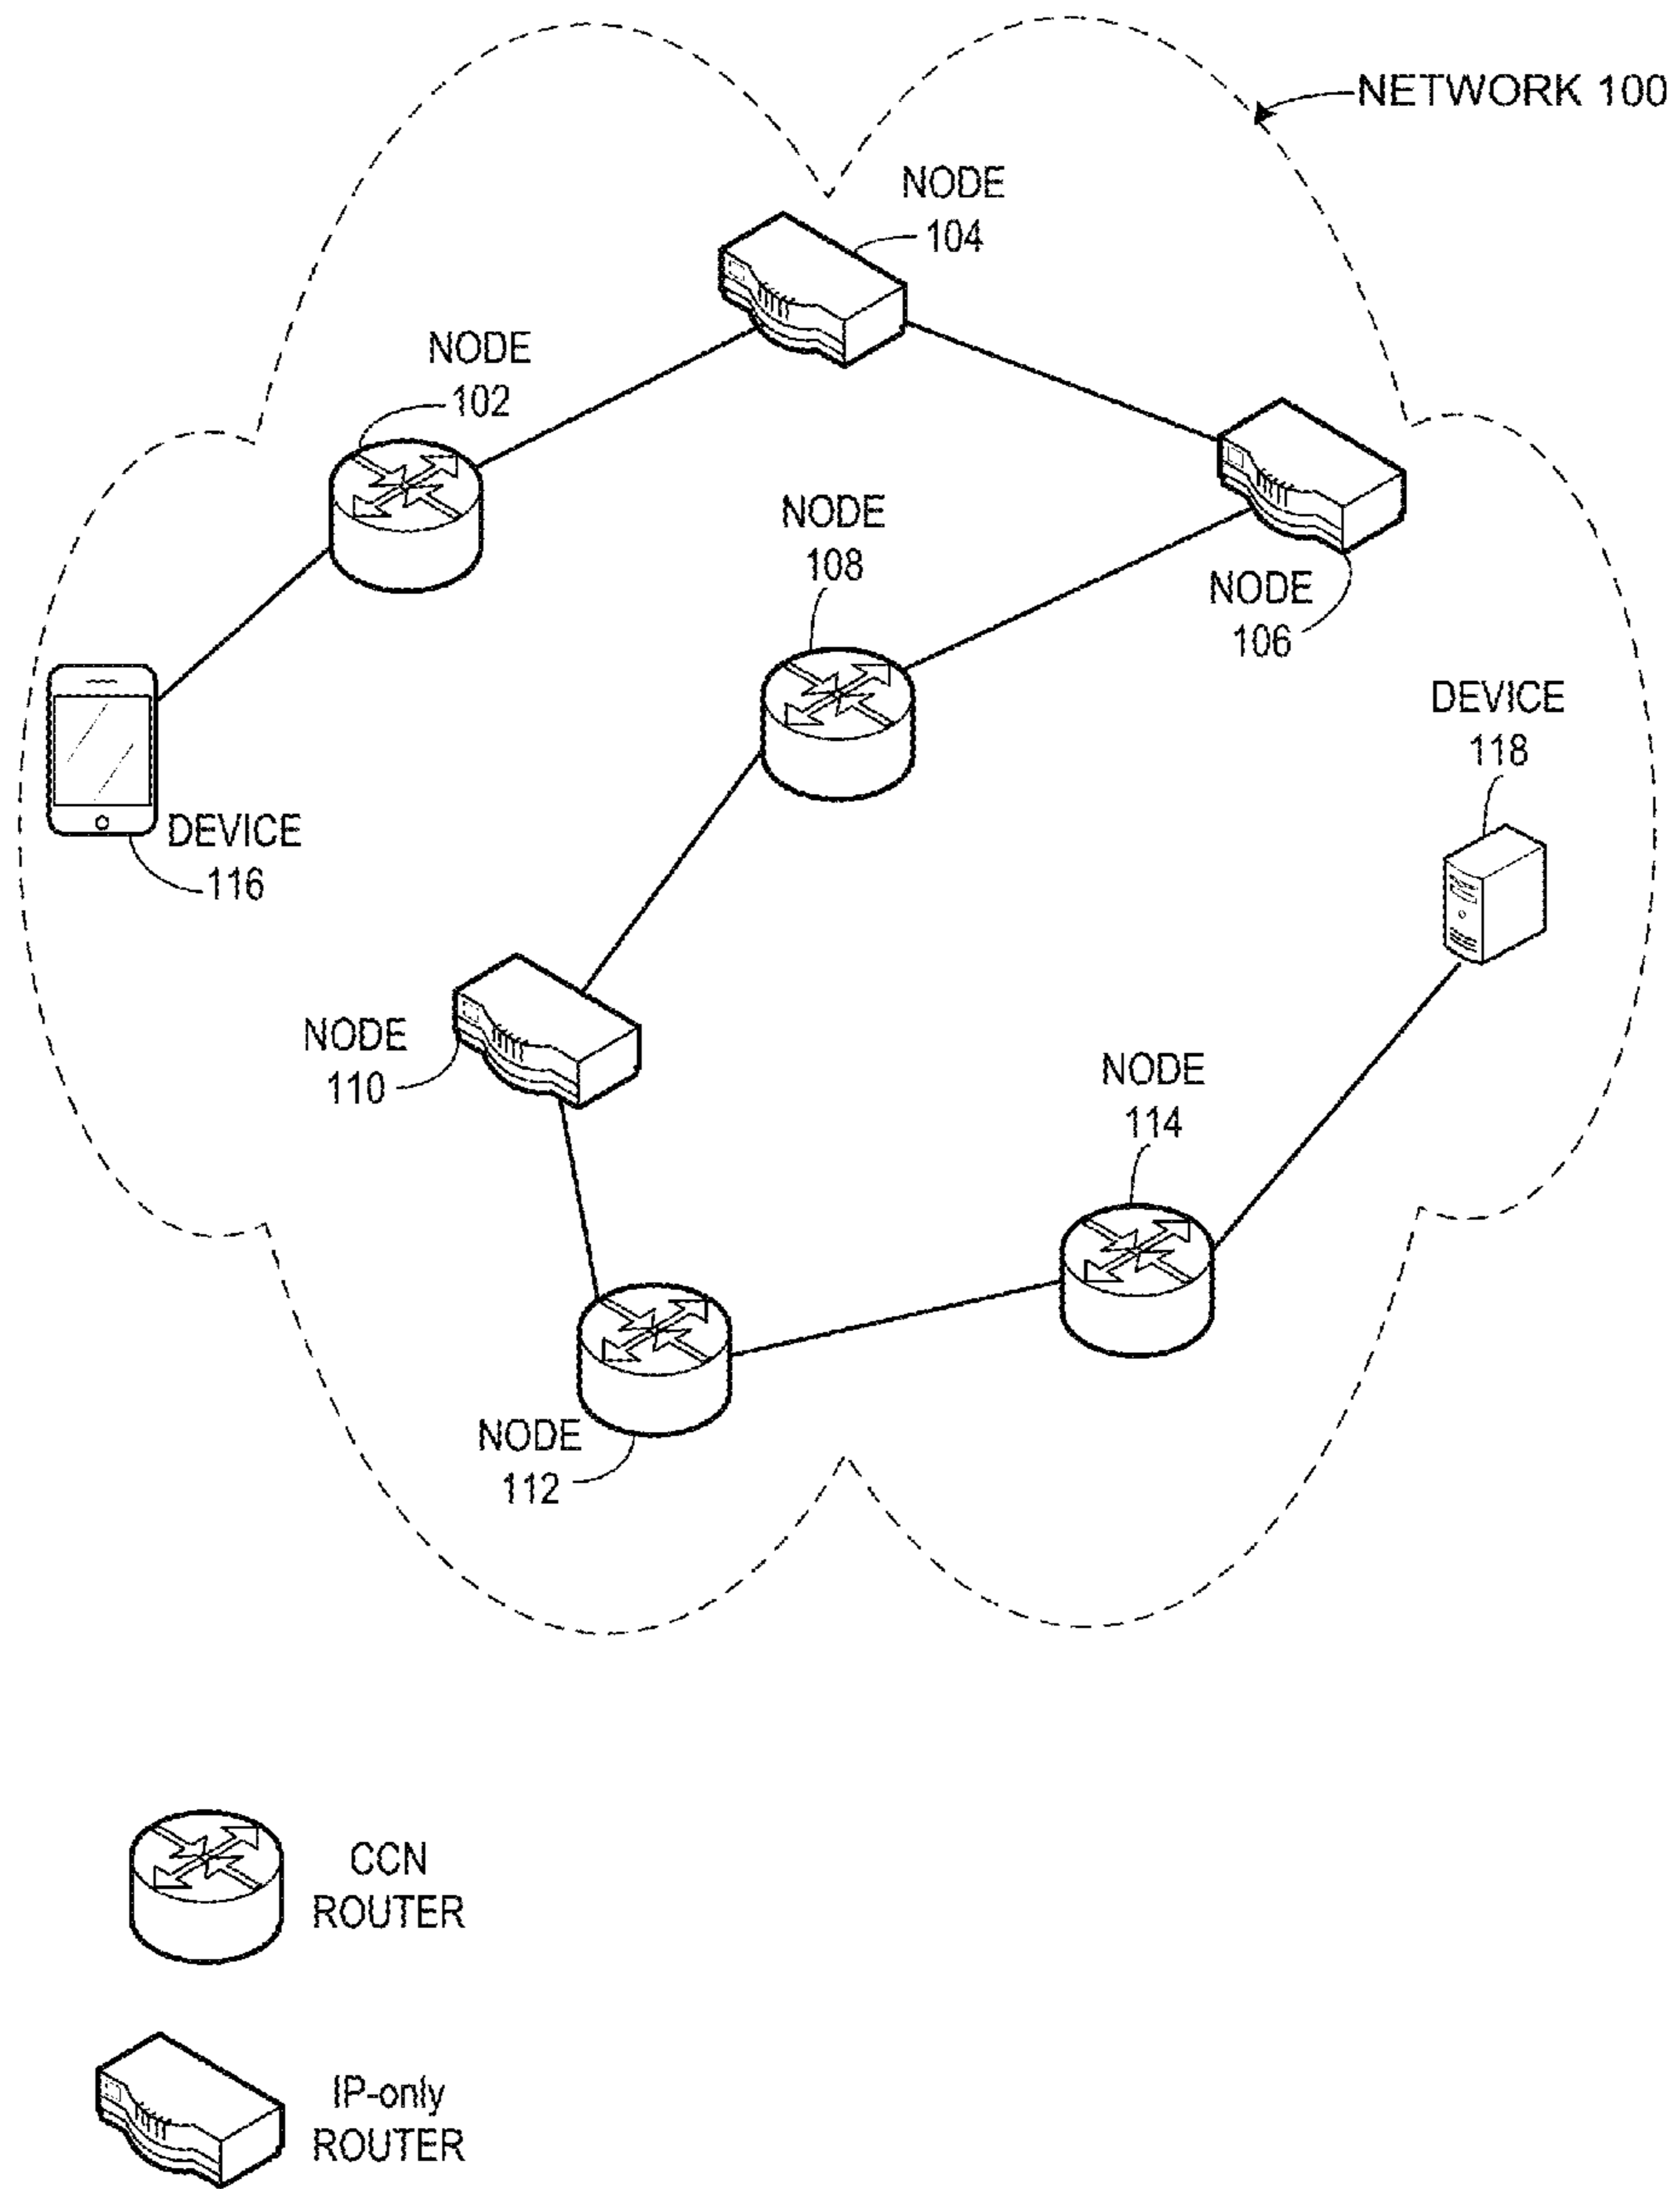 NETWORK 100
NODE
104
NODE
102
NODE
108
NODE
106
DEVICE
118
DEVICE
116
NODE
110
NODE
114
NODE
112
CCN
ROUTER
IP-only
ROUTER